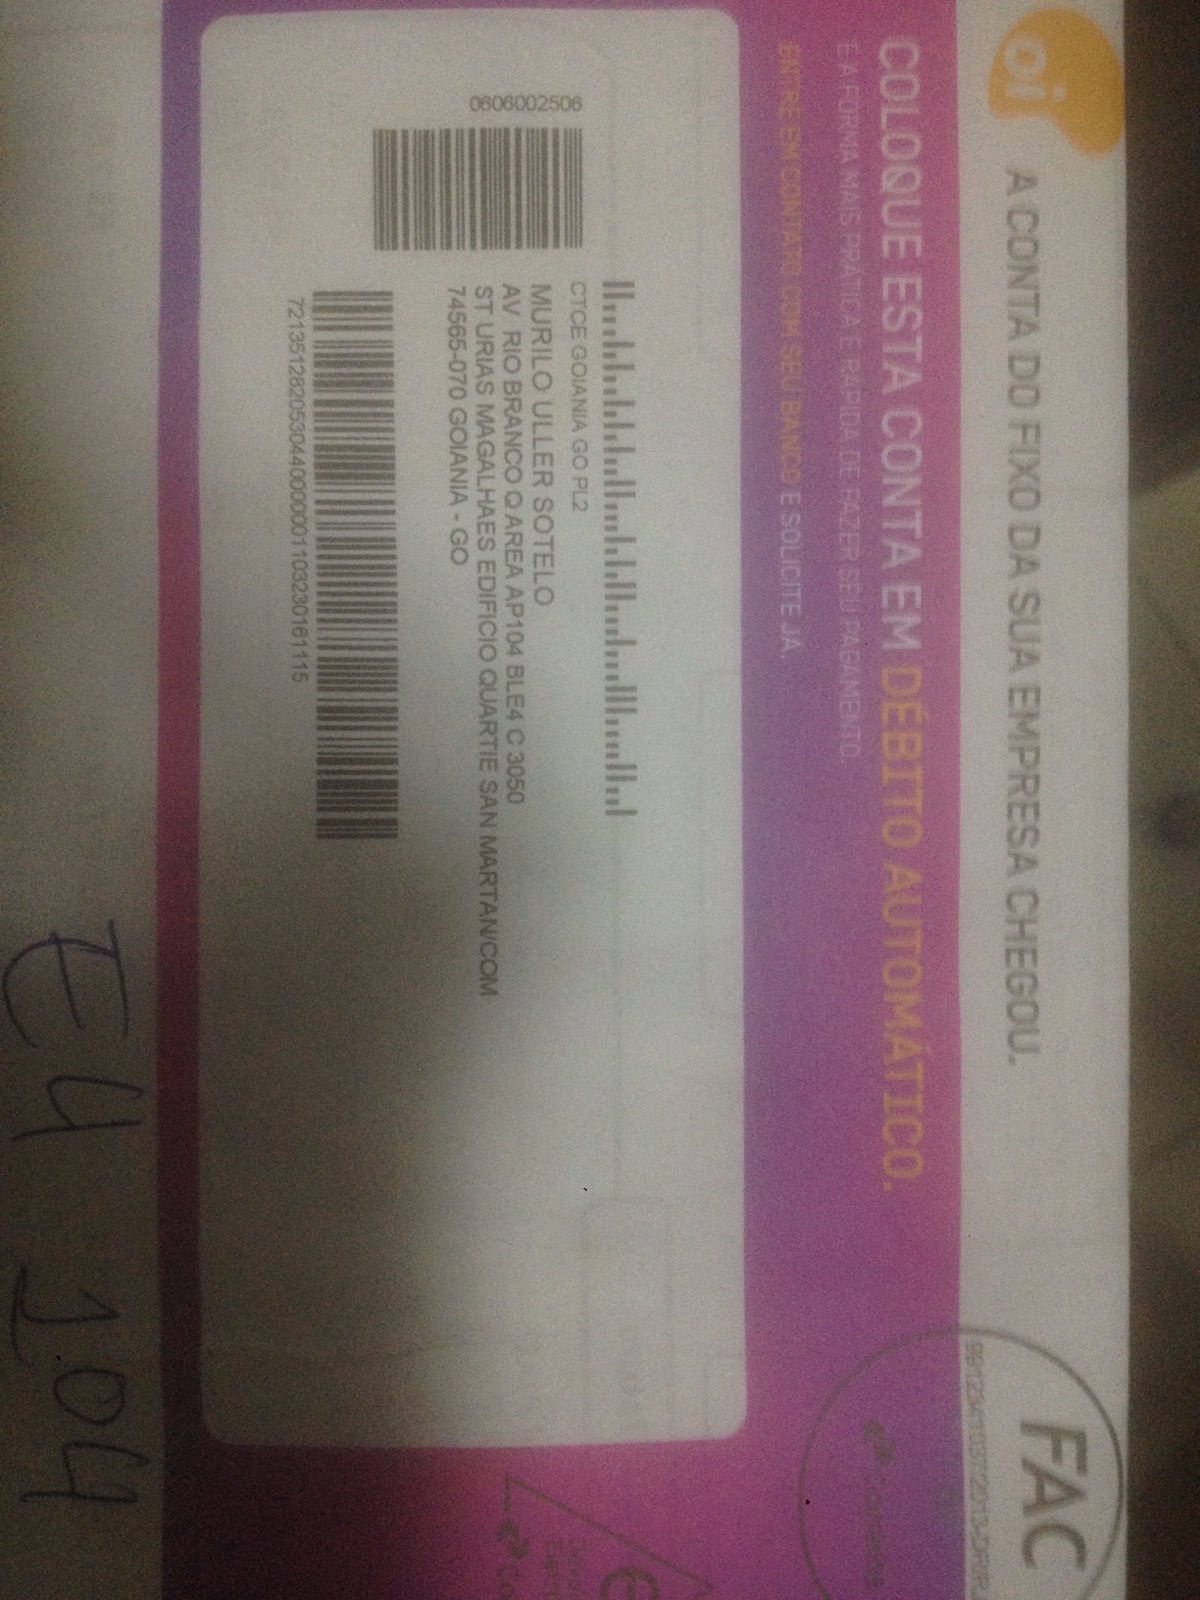 oi
A CONTA DO FIXO DA SUA EMPRESA CHEGOU.
FAC
9912341037/2013-DR/RJ
Correios
COLOQUE ESTA CONTA EM DÉBITO AUTOMÁTICO.
É A FORMA MAIS PRÁTICA E RÁPIDA DE FAZER SEU PAGAMENTO.
ENTRE EM CONTATO COM SEU BANCO E SOLICITE JÁ.
CTCE GOIANIA GO PL2
MURILO ULLER SOTELO
AV RIO BRANCO Q AREA AP104 BLE4 C 3050
ST URIAS MAGALHAES EDIFICIO QUARTIE SAN MARTAN/COM
74565-070 GOIANIA - GO
0606002506
7213512820530440000001103230161115
E4 104